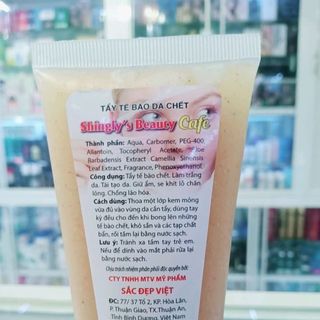 TẨY TẾ BÀO DA CHẾT
Shingly's Beauty Cafe
Thành phần: Aqua, Carbomer, PEG-400
Allantoin, Tocopheryl Acetate, Aloe
Barbadensis Extract Camellia Sinensis
Leaf Extract, Fragrance, Phenoxyethanol.
Công dụng: Tẩy tế bào chết. Làm trắng
da. Tái tạo da. Giữ ẩm, se khít lỗ chân
lông. Chống lão hóa.
Cách dùng: Thoa một lớp kem mỏng
vừa đủ vào vùng da cần tẩy, dùng tay
kỳ đều cho đến khi bong lên những
tế bào chết, khô sần và các tạp chất
bẩn, rồi tẩm lại bằng nước sạch.
Lưu ý: Tránh xa tầm tay trẻ em.
Nếu để dính vào mắt phải rửa ngay
bằng nước sạch.
Chịu trách nhiệm phân phối độc quyền bởi:
CTY TNHH MTV MỸ PHẨM
SẮC ĐẸP VIỆT
ĐC: 77/ 37 Tổ 2, KP. Hòa Lân,
P. Thuận Giao, TX.Thuận An,
Tỉnh Bình Dương, Việt Nam